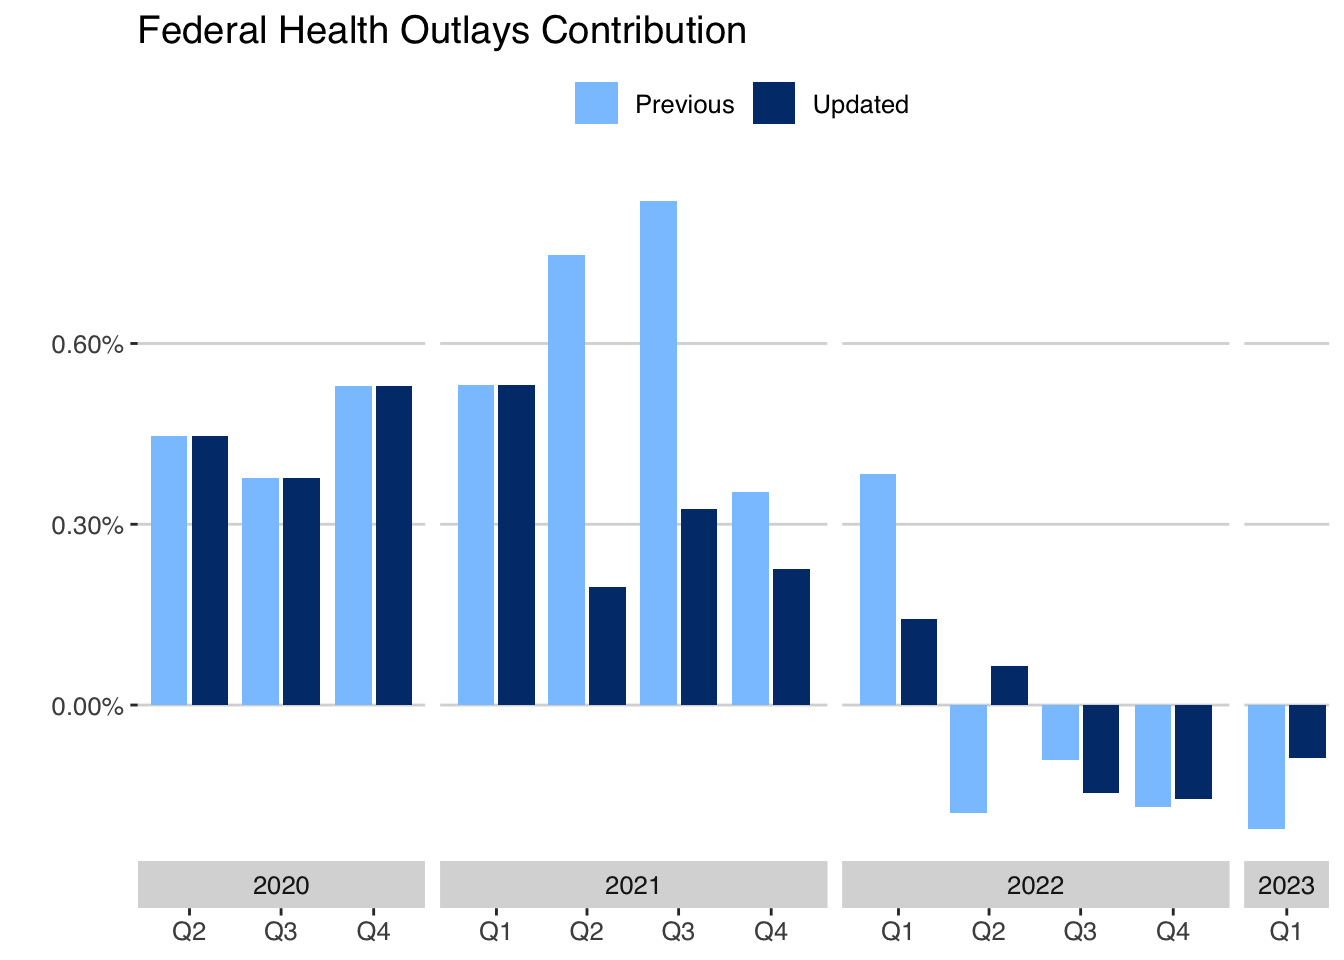 Federal Health Outlays Contribution
Previous Updated
0.60%
0.30%
0.00%
2020 2021 2022 2023
Q2 Q3 Q4 Q1 Q2 Q3 Q4 Q1 Q2 Q3 Q4 Q1